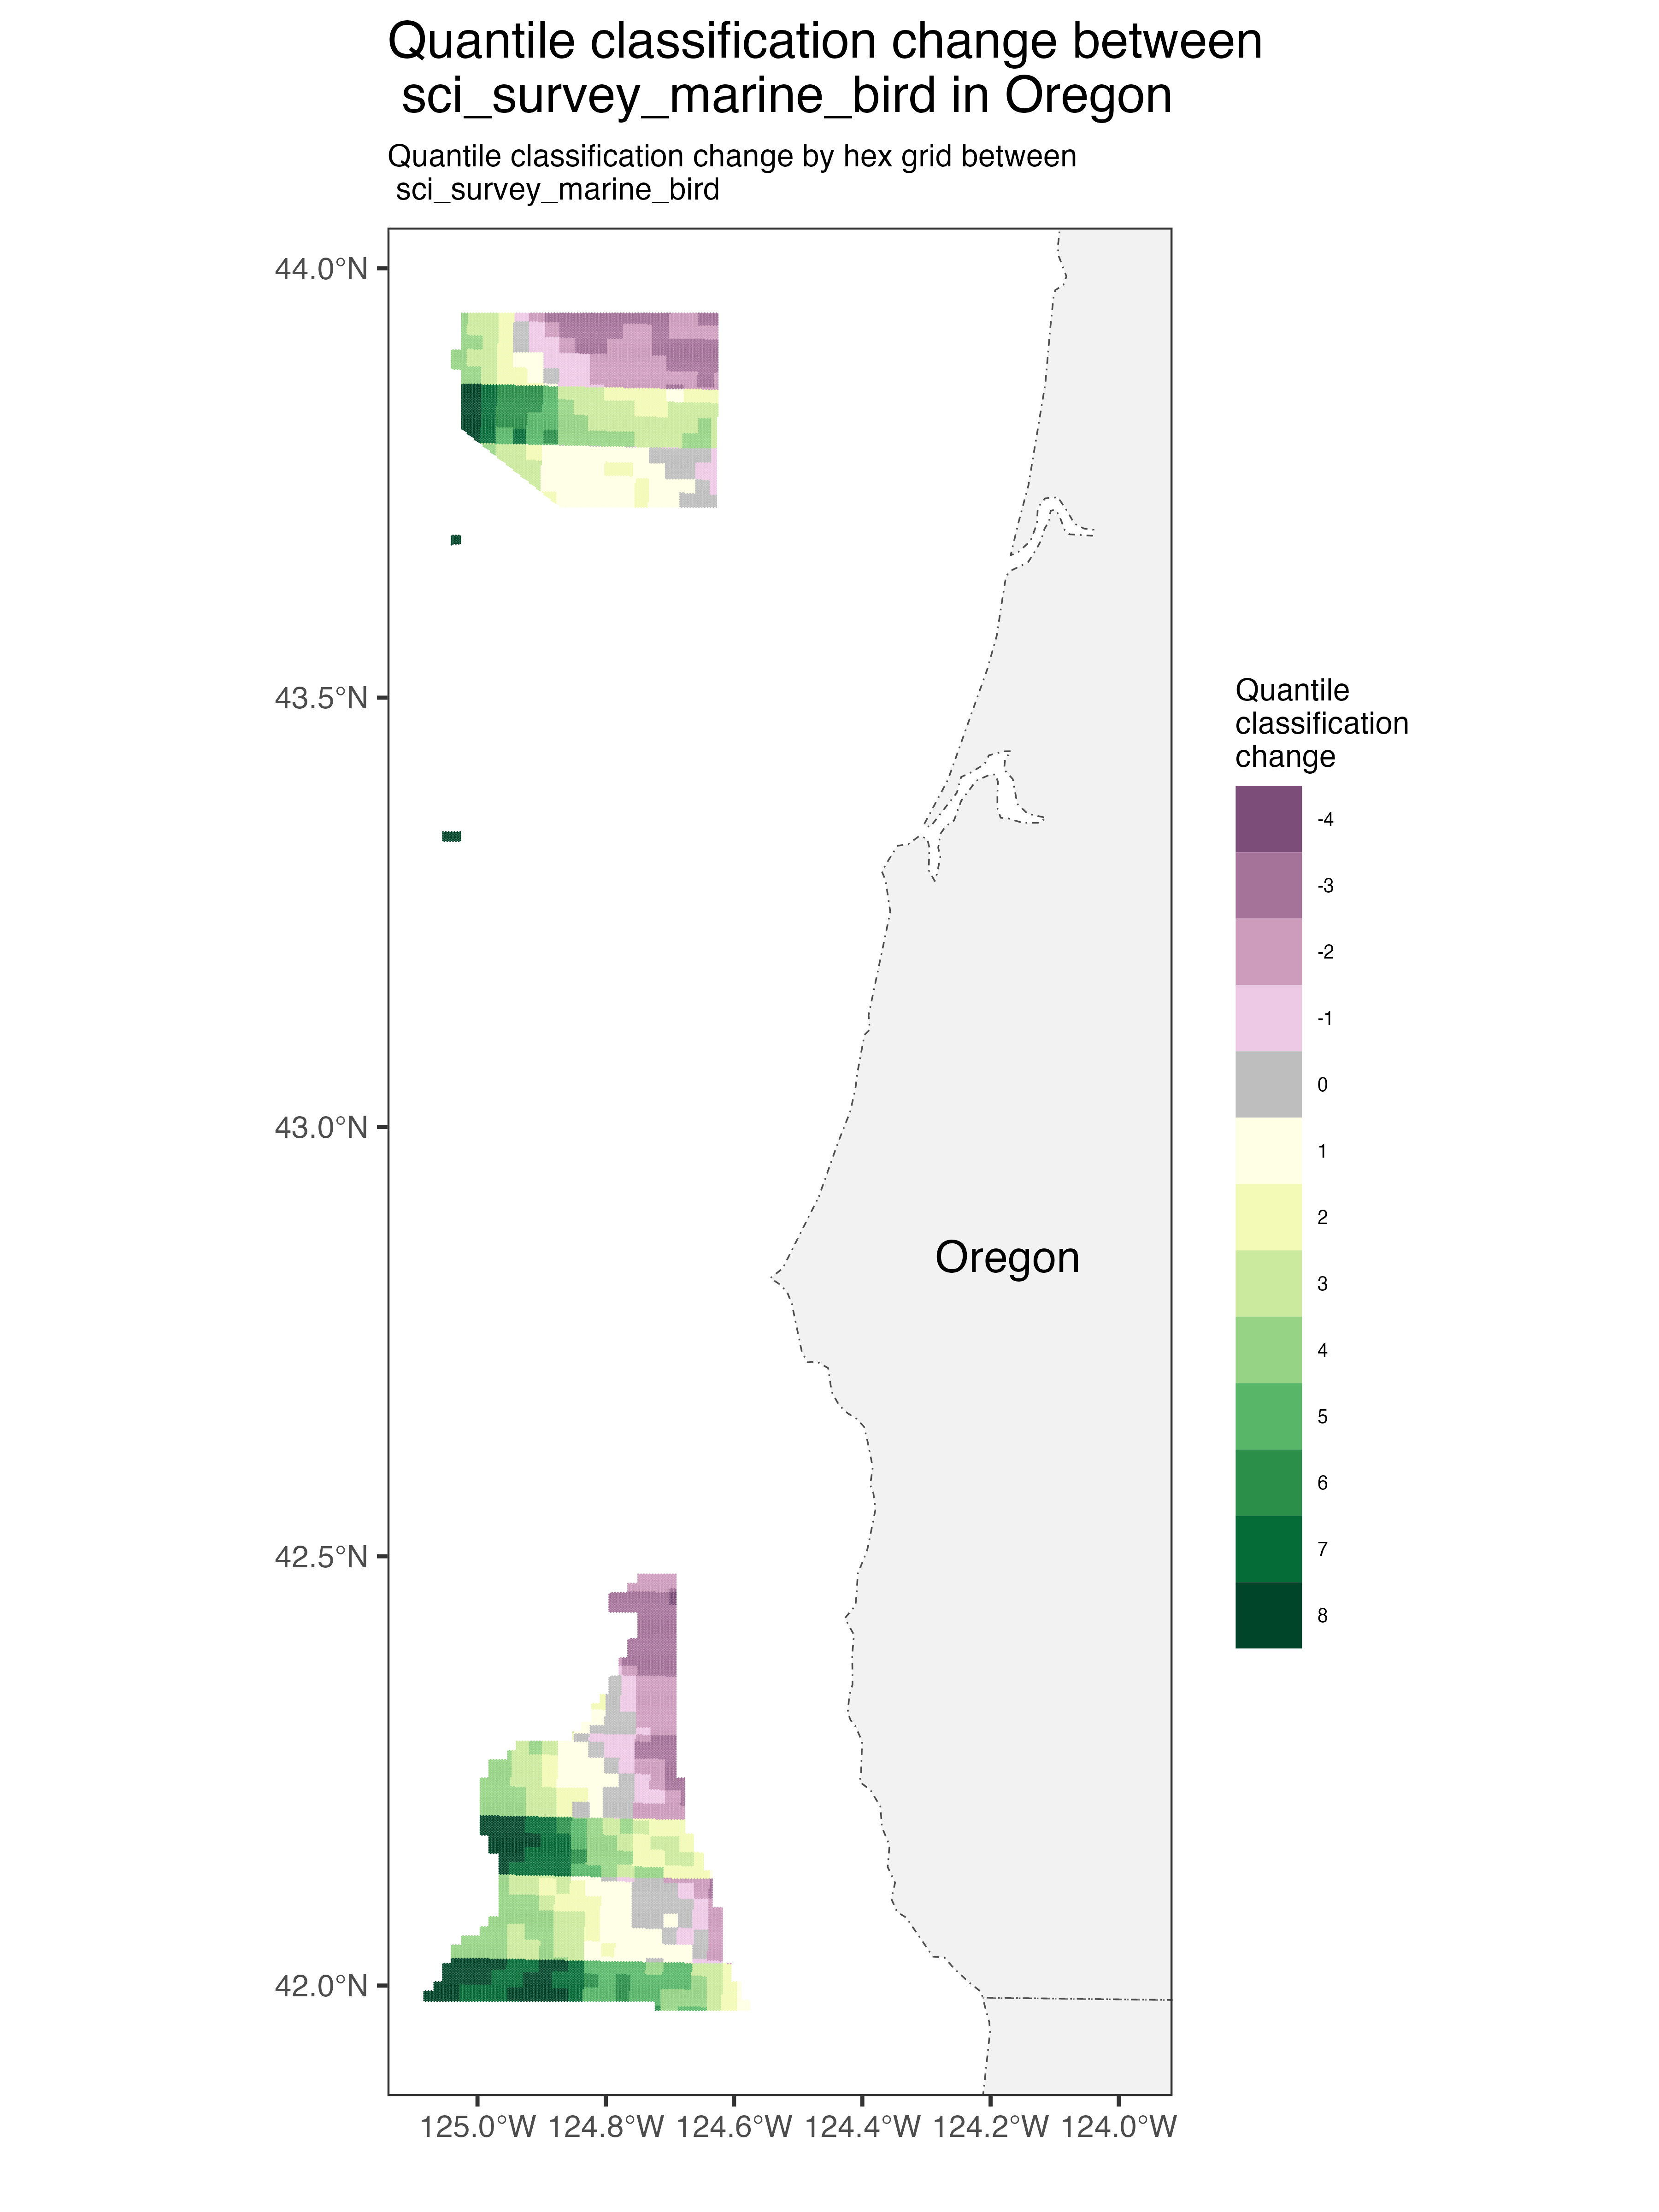 Quantile classification change between
sci_survey_marine_bird in Oregon
Quantile classification change by hex grid between
sci_survey_marine_bird
44.0°N
43.5°N
43.0°N
42.5°N
42.0°N
Oregon
125.0°W 124.8°W 124.6°W 124.4°W 124.2°W 124.0°W
Quantile
classification
change
-4
-3
-2
-1
0
1
2
3
4
5
6
7
8